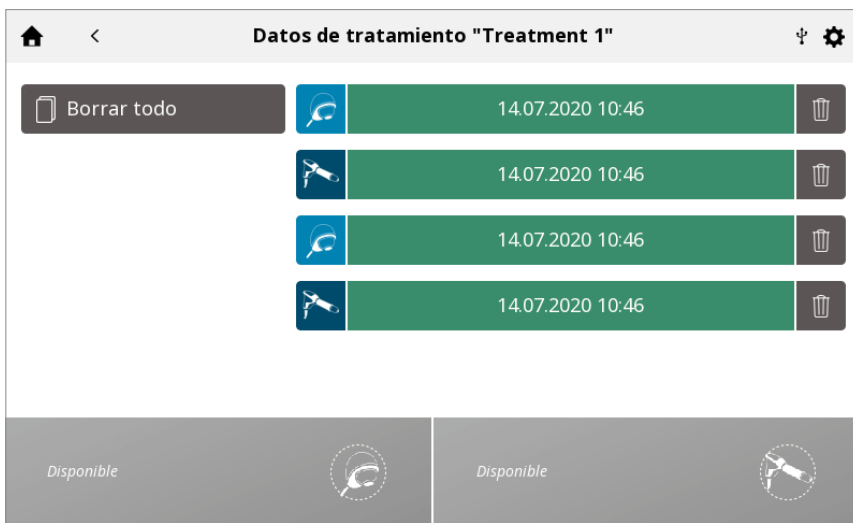 Datos de tratamiento "Treatment 1"
Borrar todo
14.07.2020 10:46
14.07.2020 10:46
14.07.2020 10:46
14.07.2020 10:46
Disponible
Disponible